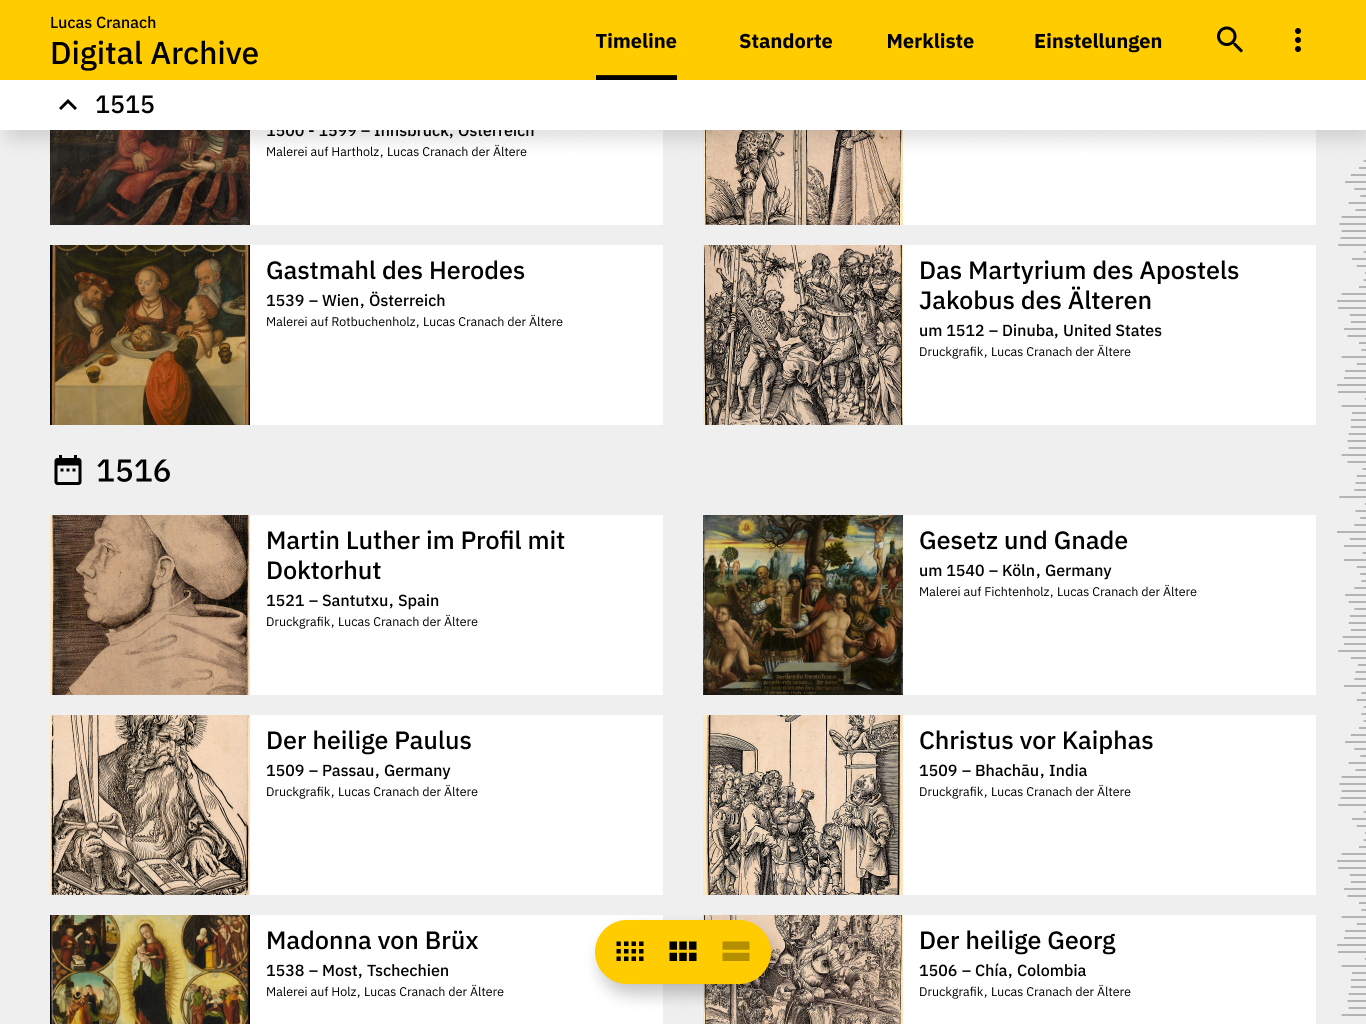 Lucas Cranach
Digital Archive
Timeline
Standorte
Merkliste
Einstellungen
1515
1500 - 1599 – Innsbruck, Österreich
Malerei auf Hartholz, Lucas Cranach der Ältere
Gastmahl des Herodes
1539 – Wien, Österreich
Malerei auf Rotbuchenholz, Lucas Cranach der Ältere
Das Martyrium des Apostels
Jakobus des Älteren
um 1512 – Dinuba, United States
Druckgrafik, Lucas Cranach der Ältere
1516
Martin Luther im Profil mit
Doktorhut
1521 – Santutxu, Spain
Druckgrafik, Lucas Cranach der Ältere
Gesetz und Gnade
um 1540 – Köln, Germany
Malerei auf Fichtenholz, Lucas Cranach der Ältere
Der heilige Paulus
1509 – Passau, Germany
Druckgrafik, Lucas Cranach der Ältere
Christus vor Kaiphas
1509 – Bhachāu, India
Druckgrafik, Lucas Cranach der Ältere
Madonna von Brüx
1538 – Most, Tschechien
Malerei auf Holz, Lucas Cranach der Ältere
Der heilige Georg
1506 – Chía, Colombia
Druckgrafik, Lucas Cranach der Ältere